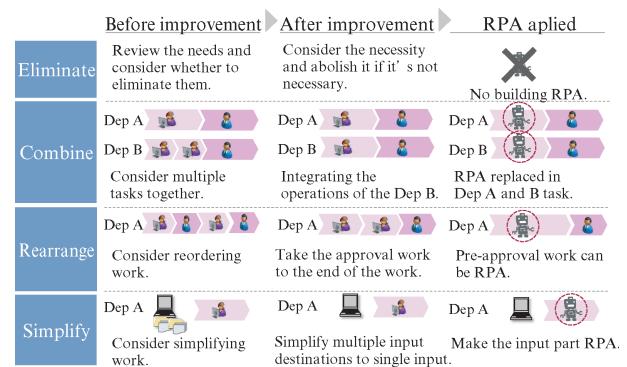 Before improvement
After improvement
RPA aplied
Eliminate
Review the needs and
consider whether to
eliminate them.
Consider the necessity
and abolish it if it's not
necessary.
No building RPA.
Combine
Dep A
Dep B
Consider multiple
tasks together.
Dep A
Dep B
Integrating the
operations of the Dep B.
Dep A
Dep B
RPA replaced in
Dep A and B task.
Rearrange
Dep A
Consider reordering
work.
Dep A
Take the approval work
to the end of the work.
Dep A
Pre-approval work can
be RPA.
Simplify
Dep A
Consider simplifying
work.
Dep A
Simplify multiple input
destinations to single input.
Dep A
Make the input part RPA.